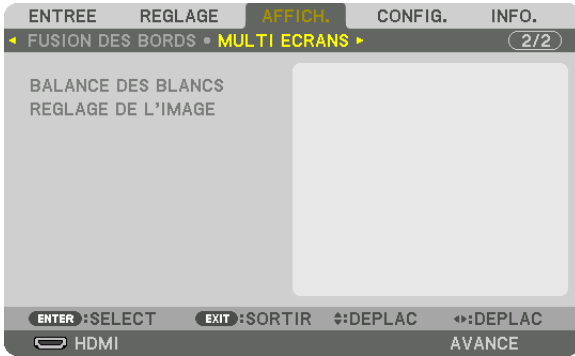 ENTREE REGLAGE AFFICH. CONFIG. INFO.
◄ FUSION DES BORDS • MULTI ECRANS ► 2/2
BALANCE DES BLANCS
REGLAGE DE L'IMAGE
ENTER :SELECT EXIT :SORTIR ♦:DEPLAC ◄►:DEPLAC
HDMI AVANCE